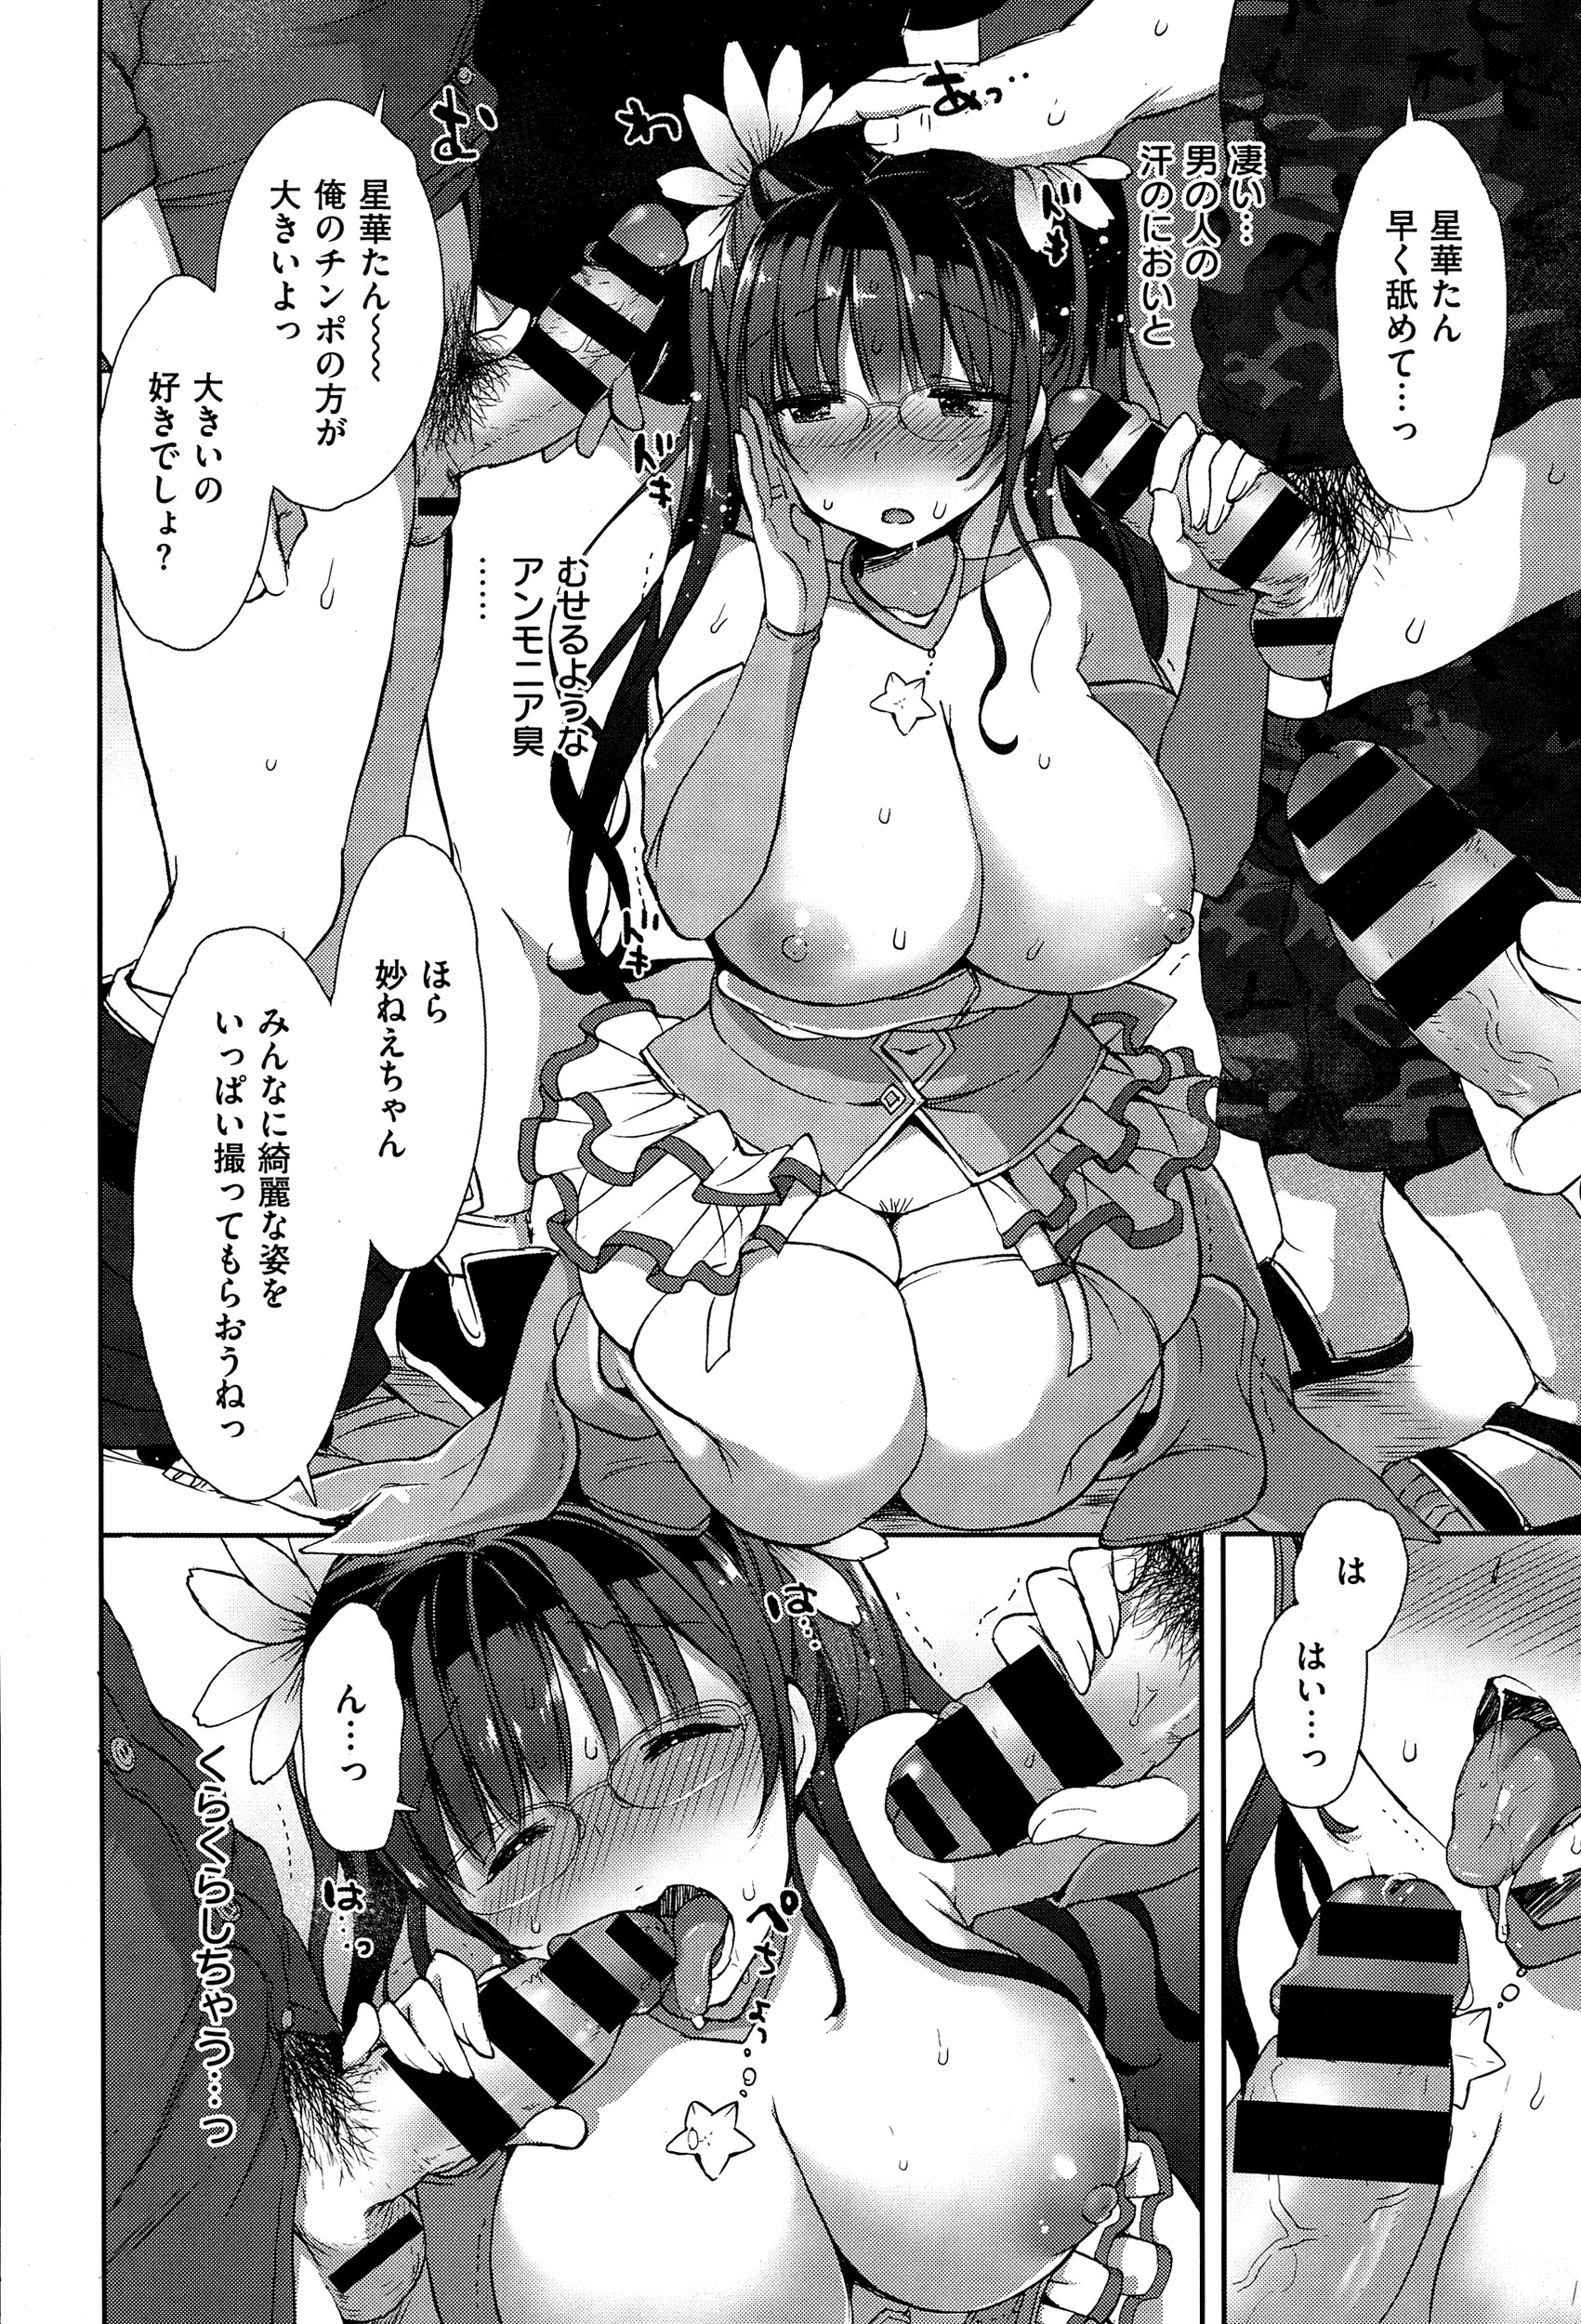 星華たん
早く舐めて…っ
凄い…
男の人の
汗のにおいと
あっ…
ドキ
わ
む
星華たん～～～
俺のチンポの方が
大きいよっ
大きいの
好きでしょ？
ドキ
むせるような
アンモニア臭
……
ドキ
ほら
妙ねえちゃん
みんなに綺麗な姿を
いっぱい撮ってもらおうねっ
は
はい…っ
は…
ん…っ
は…っ
ぺちょっ…
くらくらしちゃう…っ